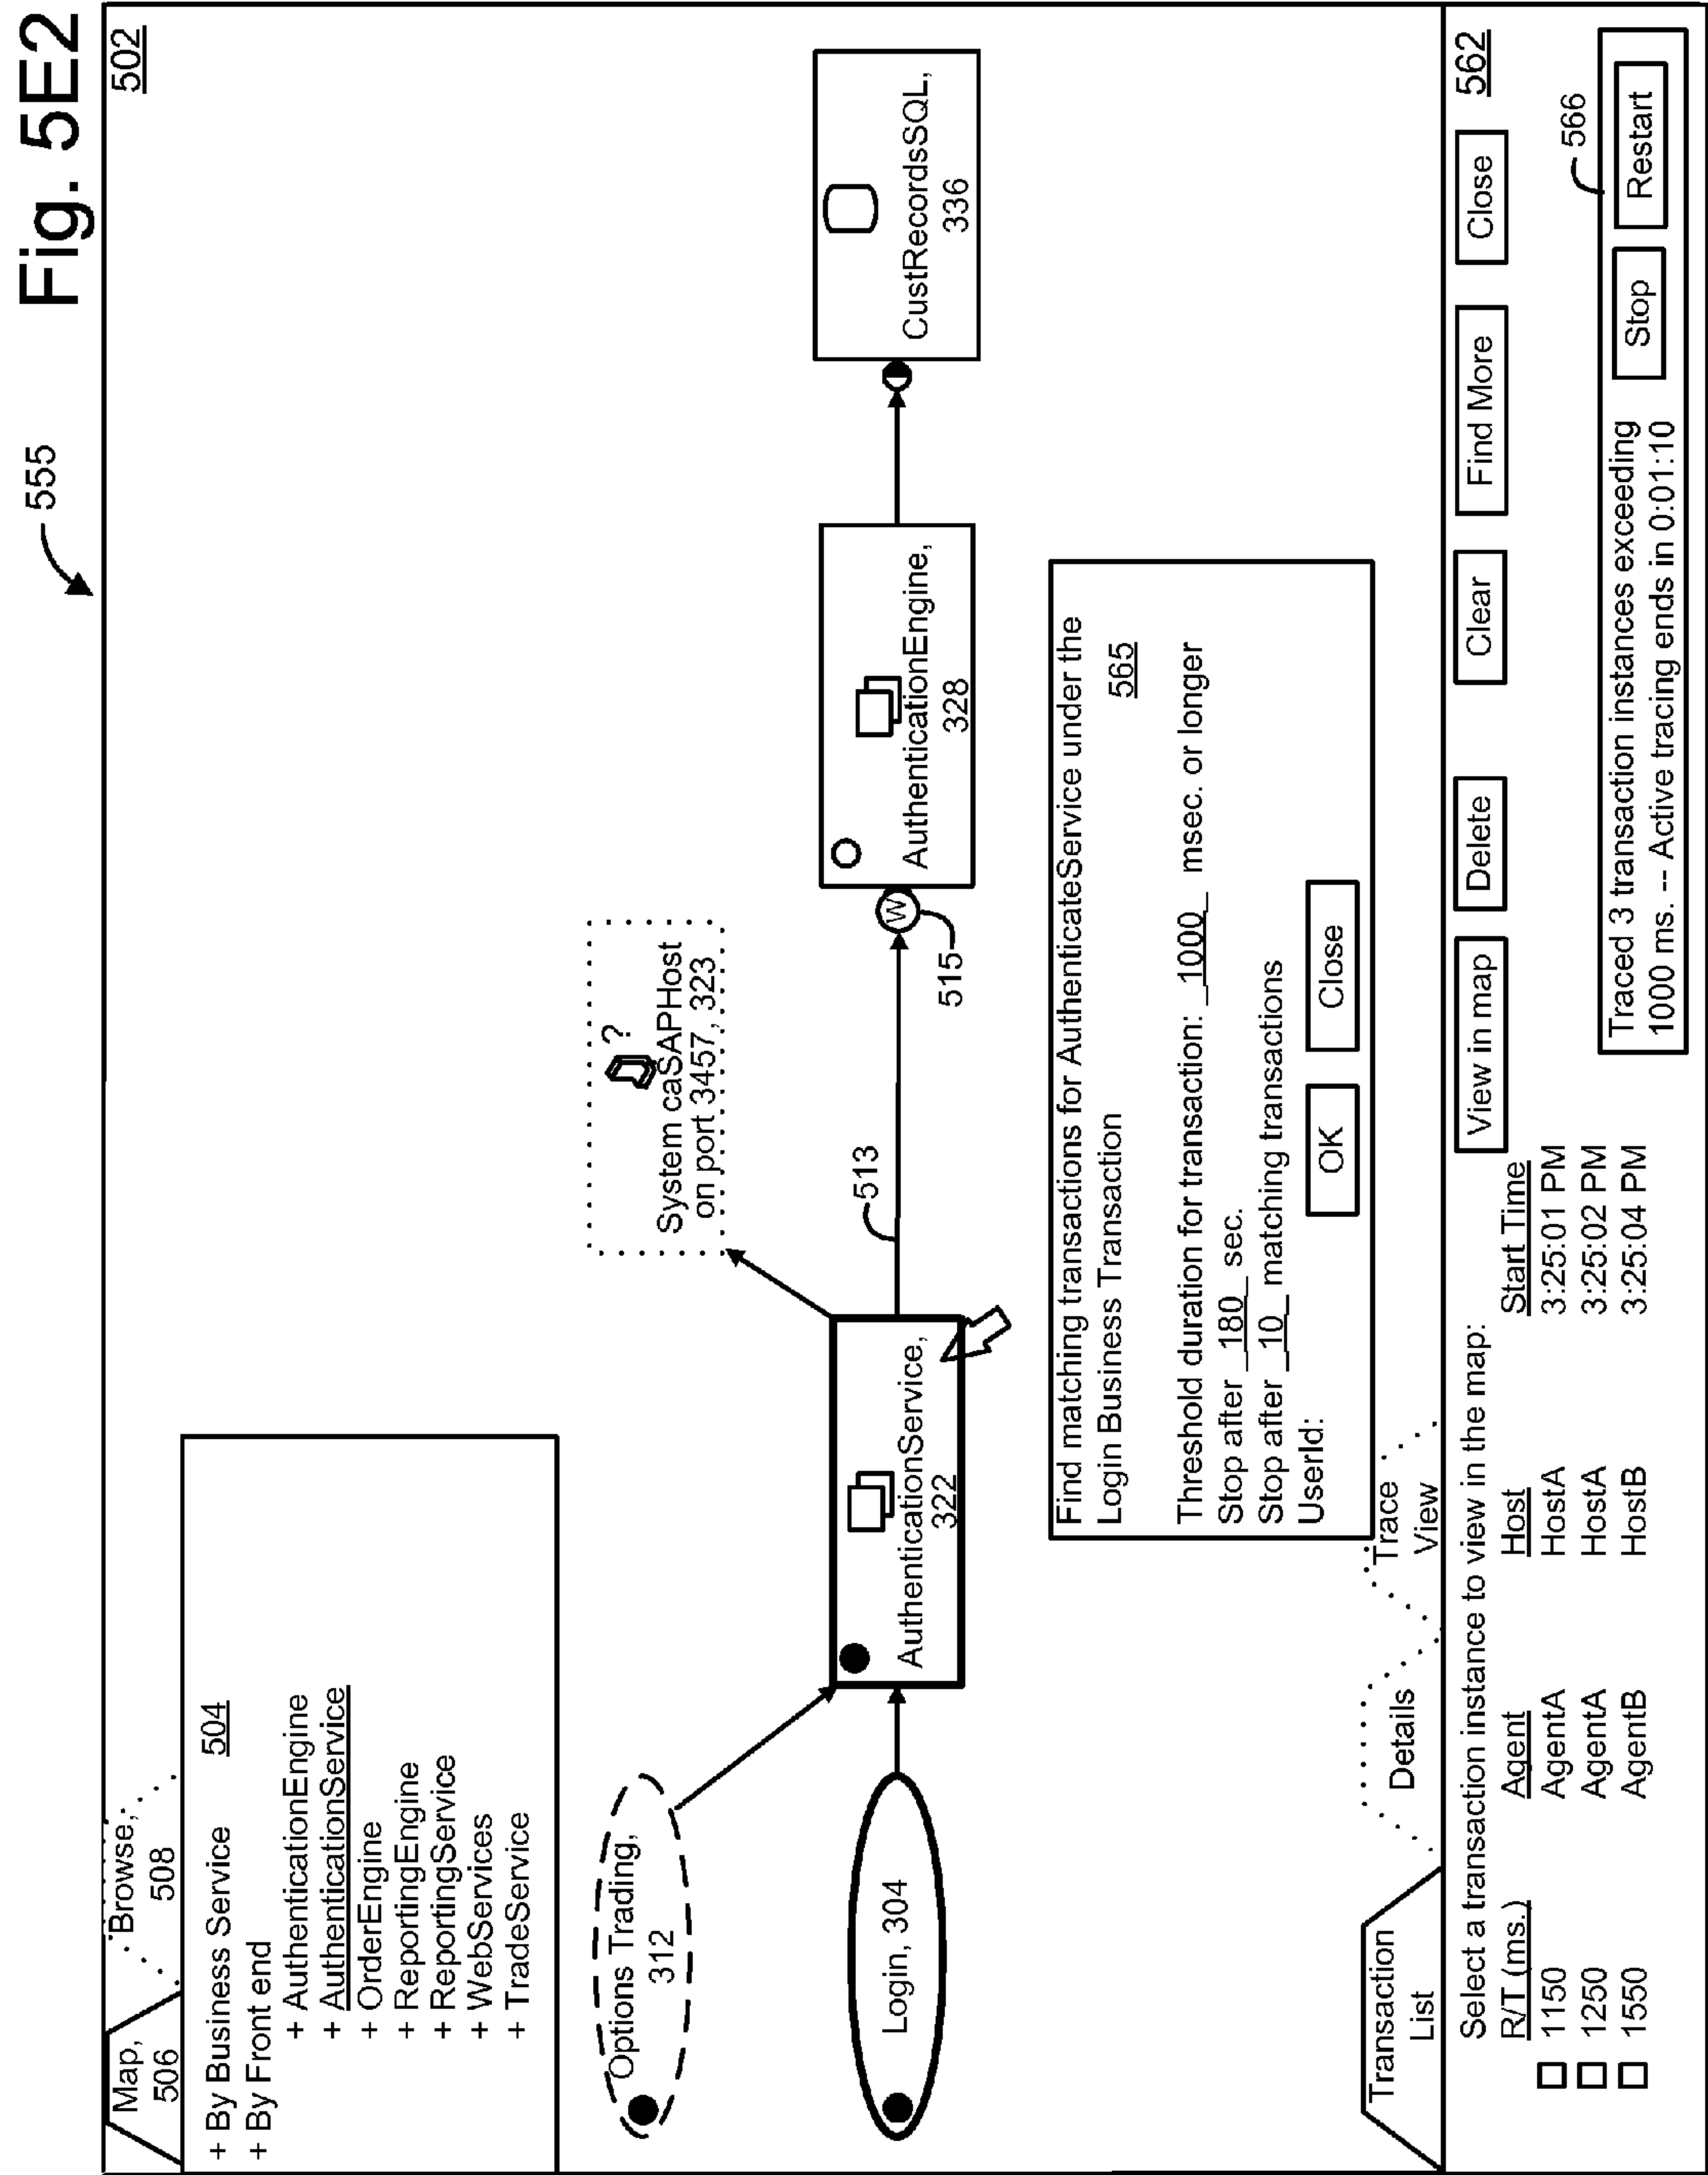 Fig. 5E2
555
502
Map,
506
Browse,
508
+ By Business Service
504
+ By Front end
+ AuthenticationEngine
+ AuthenticationService
+ OrderEngine
+ ReportingEngine
+ ReportingService
+ WebServices
+ TradeService
Options Trading,
312
?
System caSAPHost
on port 3457, 323
Login, 304
AuthenticationService,
322
513
W
515
AuthenticationEngine,
328
CustRecordsSQL,
336
Find matching transactions for AuthenticateService under the
Login Business Transaction
565
Threshold duration for transaction: _1000_ msec. or longer
Stop after _180_ sec.
Stop after _10_ matching transactions
UserId:
OK
Close
Transaction
List
Details
Trace
View
Select a transaction instance to view in the map:
View in map
Delete
Clear
Find More
Close
562
R/T (ms.) Agent Host Start Time
1150 AgentA HostA 3:25:01 PM
1250 AgentA HostA 3:25:02 PM
1550 AgentB HostB 3:25:04 PM
566
Traced 3 transaction instances exceeding
1000 ms. -- Active tracing ends in 0:01:10
Stop
Restart